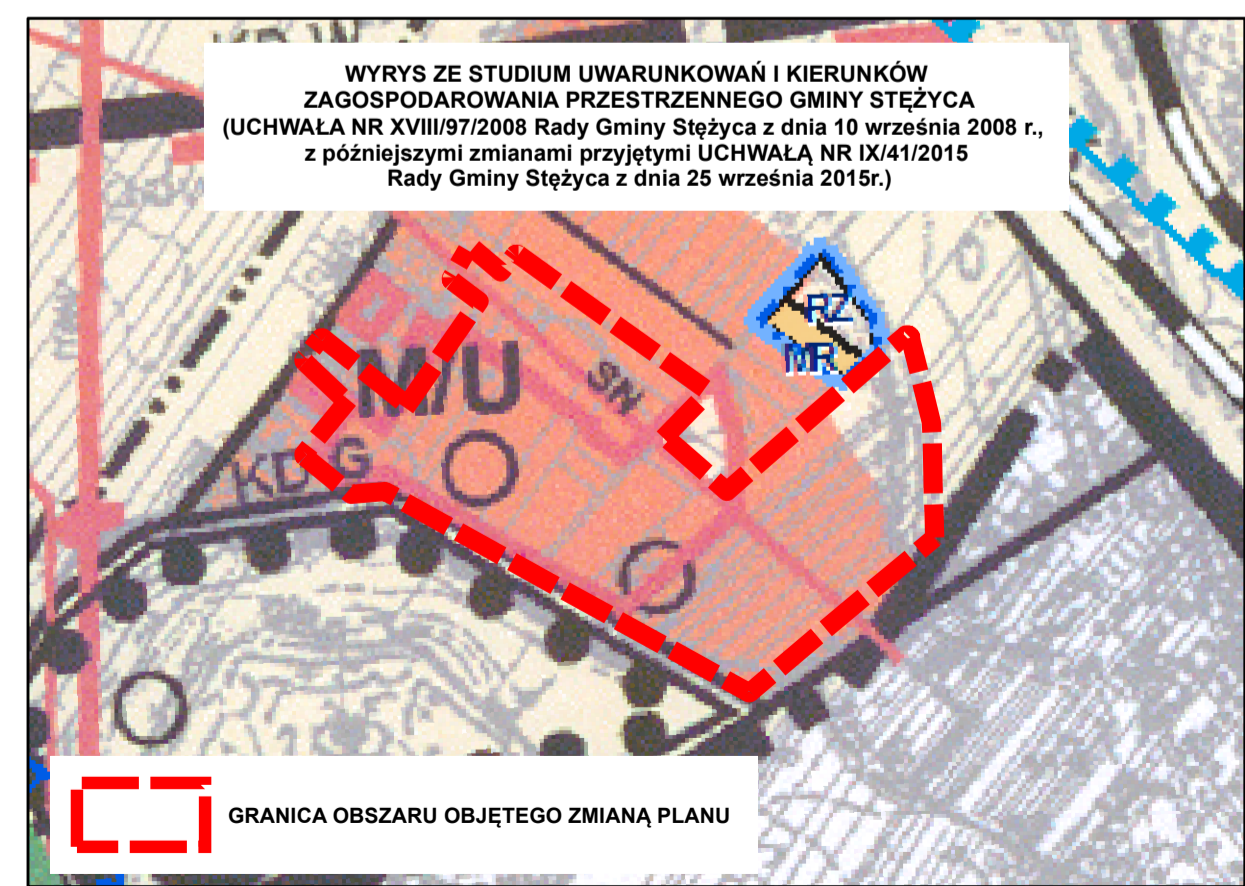 WYRYS ZE STUDIUM UWARUNKOWAŃ I KIERUNKÓW
ZAGOSPODAROWANIA PRZESTRZENNEGO GMINY STĘŻYCA
(UCHWAŁA NR XVIII/97/2008 Rady Gminy Stężyca z dnia 10 września 2008 r.,
z późniejszymi zmianami przyjętymi UCHWAŁĄ NR IX/41/2015
Rady Gminy Stężyca z dnia 25 września 2015r.)
RZ
MR
M/U
SN
KD.G
GRANICA OBSZARU OBJĘTEGO ZMIANĄ PLANU